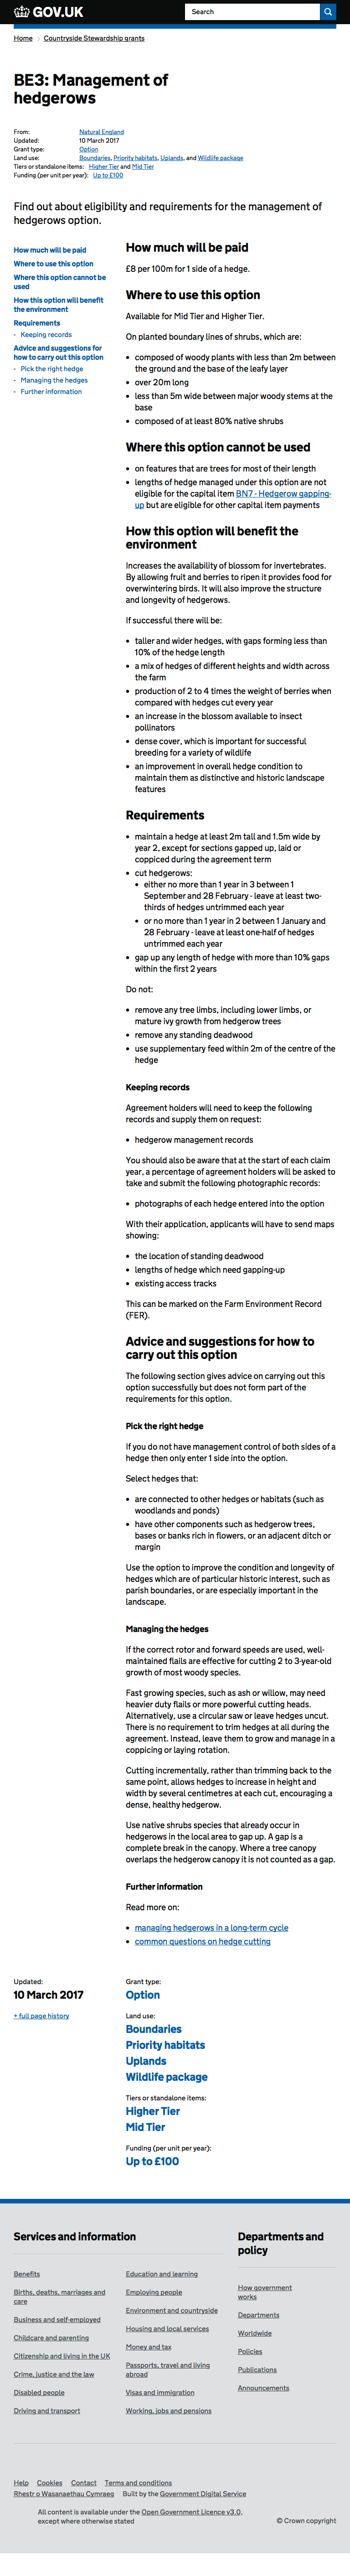 GOV.UK
Search
Home
Countryside Stewardship grants
BE3: Management of
hedgerows
From: Natural England
Updated: 10 March 2017
Grant type: Option
Land use: Boundaries, Priority habitats, Uplands, and Wildlife package
Tiers or standalone items: Higher Tier and Mid Tier
Funding (per unit per year): Up to £100
Find out about eligibility and requirements for the management of
hedgerows option.
How much will be paid
Where to use this option
Where this option cannot be
used
How this option will benefit
the environment
Requirements
- Keeping records
Advice and suggestions for
how to carry out this option
- Pick the right hedge
- Managing the hedges
- Further information
How much will be paid
£8 per 100m for 1 side of a hedge.
Where to use this option
Available for Mid Tier and Higher Tier.
On planted boundary lines of shrubs, which are:
• composed of woody plants with less than 2m between
the ground and the base of the leafy layer
• over 20m long
• less than 5m wide between major woody stems at the
base
• composed of at least 80% native shrubs
Where this option cannot be used
• on features that are trees for most of their length
• lengths of hedge managed under this option are not
eligible for the capital item BN7 - Hedgerow gapping-
up but are eligible for other capital item payments
How this option will benefit the
environment
Increases the availability of blossom for invertebrates.
By allowing fruit and berries to ripen it provides food for
overwintering birds. It will also improve the structure
and longevity of hedgerows.
If successful there will be:
• taller and wider hedges, with gaps forming less than
10% of the hedge length
• a mix of hedges of different heights and width across
the farm
• production of 2 to 4 times the weight of berries when
compared with hedges cut every year
• an increase in the blossom available to insect
pollinators
• dense cover, which is important for successful
breeding for a variety of wildlife
• an improvement in overall hedge condition to
maintain them as distinctive and historic landscape
features
Requirements
• maintain a hedge at least 2m tall and 1.5m wide by
year 2, except for sections gapped up, laid or
coppiced during the agreement term
• cut hedgerows:
• either no more than 1 year in 3 between 1
September and 28 February - leave at least two-
thirds of hedges untrimmed each year
• or no more than 1 year in 2 between 1 January and
28 February - leave at least one-half of hedges
untrimmed each year
• gap up any length of hedge with more than 10% gaps
within the first 2 years
Do not:
• remove any tree limbs, including lower limbs, or
mature ivy growth from hedgerow trees
• remove any standing deadwood
• use supplementary feed within 2m of the centre of the
hedge
Keeping records
Agreement holders will need to keep the following
records and supply them on request:
• hedgerow management records
You should also be aware that at the start of each claim
year, a percentage of agreement holders will be asked to
take and submit the following photographic records:
• photographs of each hedge entered into the option
With their application, applicants will have to send maps
showing:
• the location of standing deadwood
• lengths of hedge which need gapping-up
• existing access tracks
This can be marked on the Farm Environment Record
(FER).
Advice and suggestions for how to
carry out this option
The following section gives advice on carrying out this
option successfully but does not form part of the
requirements for this option.
Pick the right hedge
If you do not have management control of both sides of a
hedge then only enter 1 side into the option.
Select hedges that:
• are connected to other hedges or habitats (such as
woodlands and ponds)
• have other components such as hedgerow trees,
bases or banks rich in flowers, or an adjacent ditch or
margin
Use the option to improve the condition and longevity of
hedges which are of particular historic interest, such as
parish boundaries, or are especially important in the
landscape.
Managing the hedges
If the correct rotor and forward speeds are used, well-
maintained flails are effective for cutting 2 to 3-year-old
growth of most woody species.
Fast growing species, such as ash or willow, may need
heavier duty flails or more powerful cutting heads.
Alternatively, use a circular saw or leave hedges uncut.
There is no requirement to trim hedges at all during the
agreement. Instead, leave them to grow and manage in a
coppicing or laying rotation.
Cutting incrementally, rather than trimming back to the
same point, allows hedges to increase in height and
width by several centimetres at each cut, encouraging a
dense, healthy hedgerow.
Use native shrubs species that already occur in
hedgerows in the local area to gap up. A gap is a
complete break in the canopy. Where a tree canopy
overlaps the hedgerow canopy it is not counted as a gap.
Further information
Read more on:
• managing hedgerows in a long-term cycle
• common questions on hedge cutting
Updated:
10 March 2017
+ full page history
Grant type:
Option
Land use:
Boundaries
Priority habitats
Uplands
Wildlife package
Tiers or standalone items:
Higher Tier
Mid Tier
Funding (per unit per year):
Up to £100
Services and information
Benefits
Births, deaths, marriages and
care
Business and self-employed
Childcare and parenting
Citizenship and living in the UK
Crime, justice and the law
Disabled people
Driving and transport
Education and learning
Employing people
Environment and countryside
Housing and local services
Money and tax
Passports, travel and living
abroad
Visas and immigration
Working, jobs and pensions
Departments and
policy
How government
works
Departments
Worldwide
Policies
Publications
Announcements
Help Cookies Contact Terms and conditions
Rhestr o Wasanaethau Cymraeg Built by the Government Digital Service
All content is available under the Open Government Licence v3.0,
except where otherwise stated
© Crown copyright